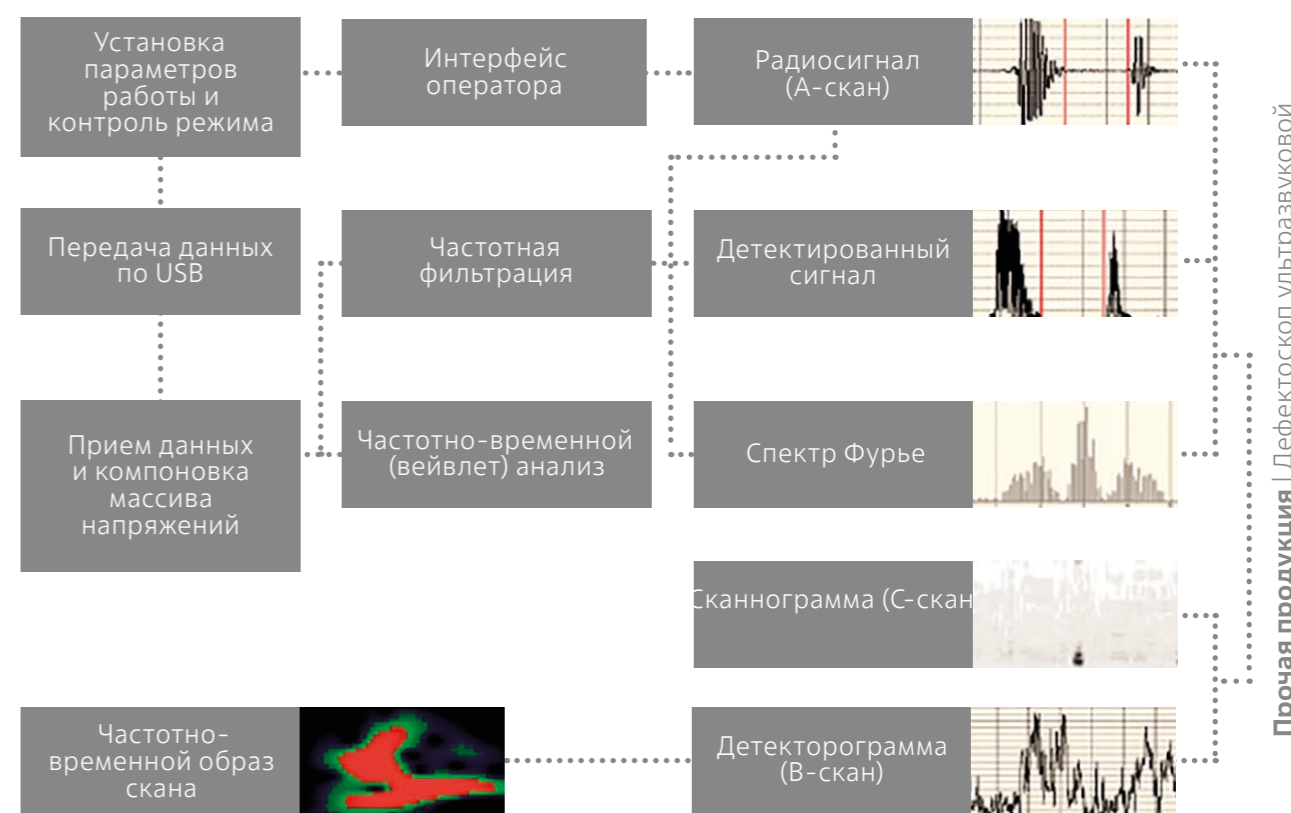 Установка
параметров
работы и
контроль режима
Интерфейс
оператора
Радиосигнал
(А-скан)
Передача данных
по USB
Частотная
фильтрация
Детектированный
сигнал
Прием данных
и компоновка
массива
напряжений
Частотно-временной
(вейвлет) анализ
Спектр Фурье
Сканнограмма (С-скан
Частотно-
временной образ
скана
Детекторограмма
(В-скан)
Прочая продукция | Дефектоскоп ультразвуковой